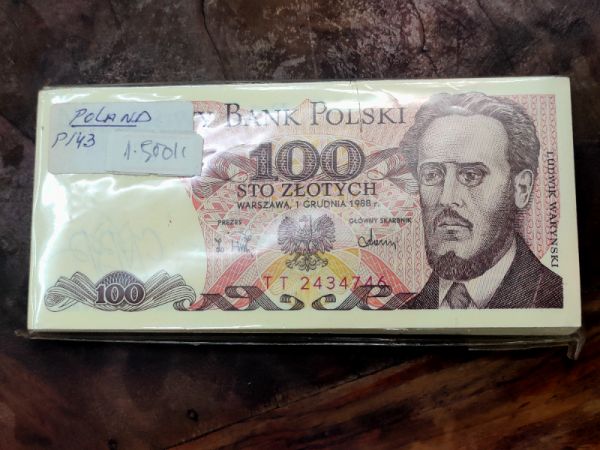 POLAND
P143
1.500
BANK POLSKI
100
STO ZŁOTYCH
WARSZAWA, 1 GRUDNIA 1988 r.
PREZES
GŁÓWNY SKARBNIK
TT 2434746
100
LUDWIK WARYŃSKI